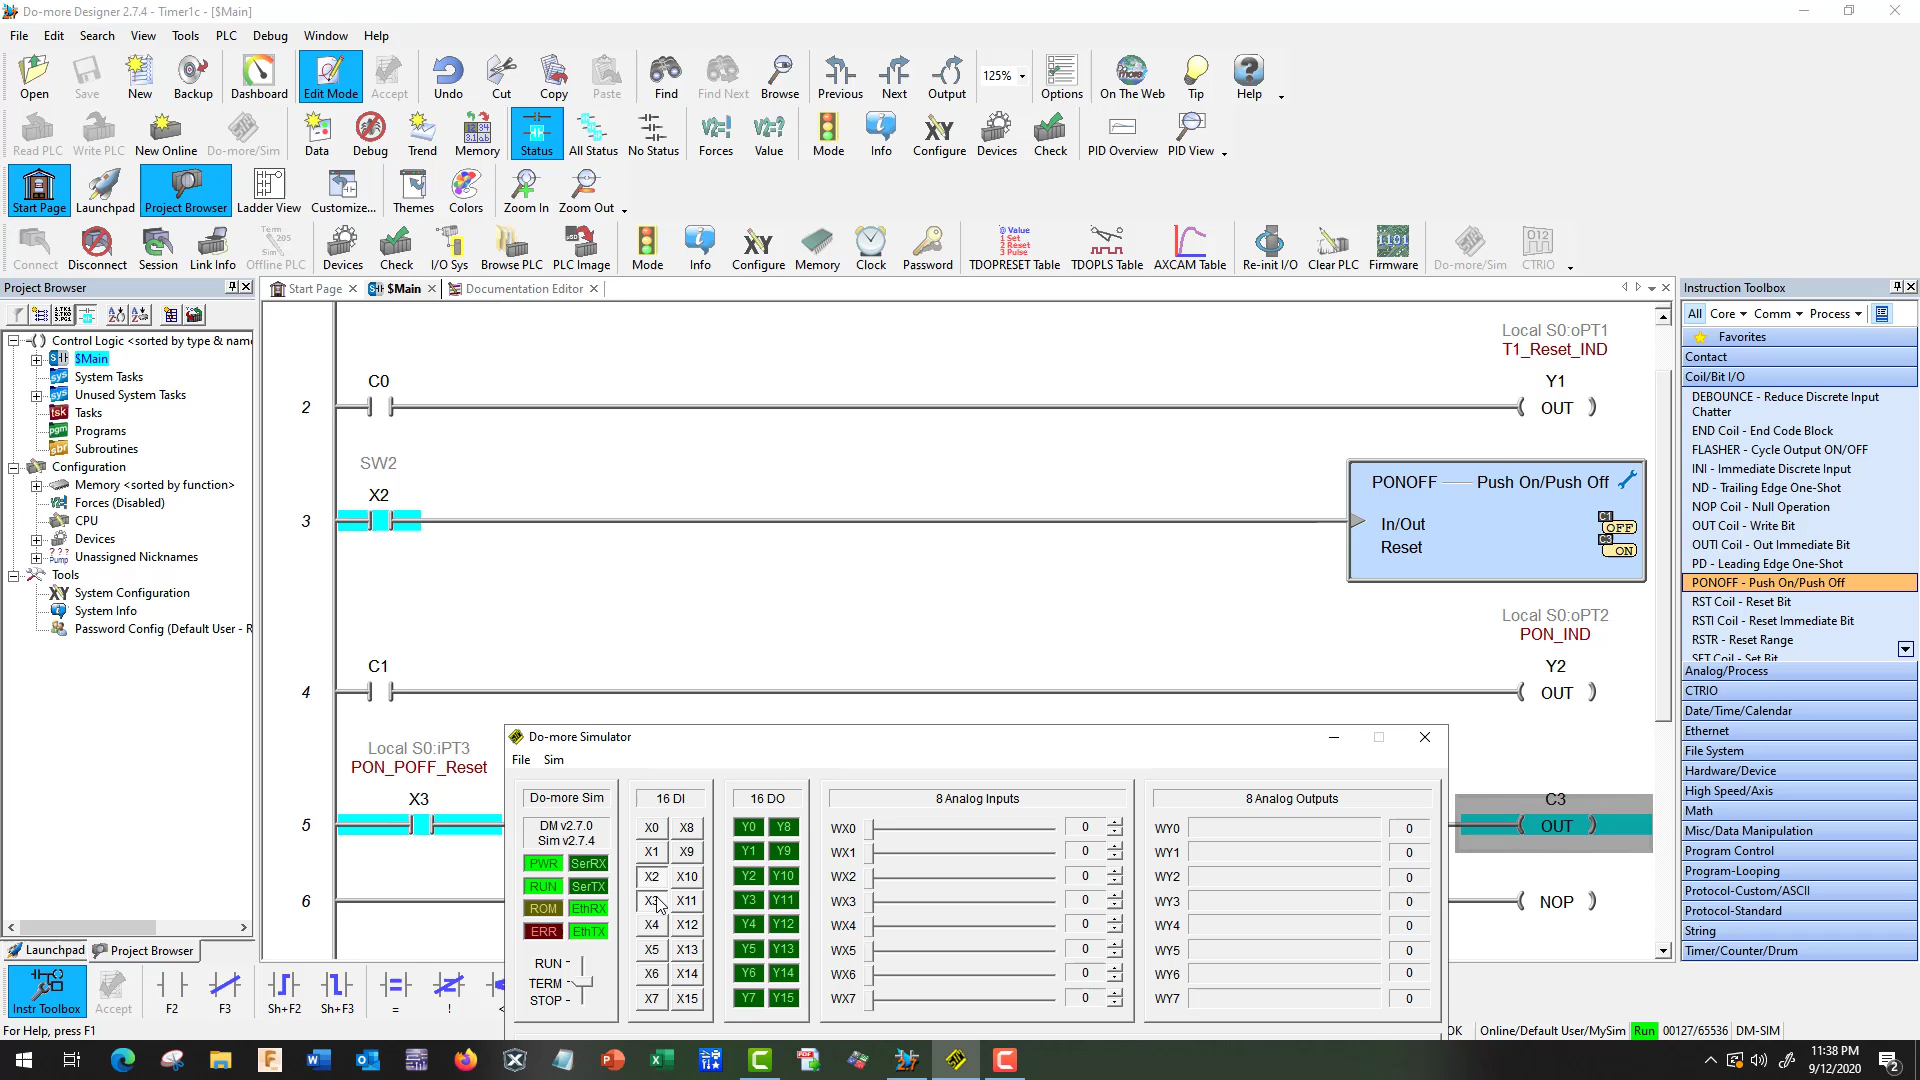 Do-more Designer 2.7.4 - Timer1c - [$Main]
File Edit Search View Tools PLC Debug Window Help
Open Save New Backup Dashboard Edit Mode Accept Undo Cut Copy Paste Find Find Next Browse Previous Next Output 125% Options On The Web Tip Help
Read PLC Write PLC New Online Do-more/Sim Data Debug Trend Memory Status All Status No Status Forces Value Mode Info Configure Devices Check PID Overview PID View
Start Page Launchpad Project Browser Ladder View Customize... Themes Colors Zoom In Zoom Out
Connect Disconnect Session Link Info Offline PLC Devices Check I/O Sys Browse PLC PLC Image Mode Info Configure Memory Clock Password TDOPRESET Table TDOPLS Table AXCAM Table Re-init I/O Clear PLC Firmware Do-more/Sim CTRIO
Project Browser
Start Page $Main Documentation Editor
Instruction Toolbox
All Core Comm Process
Control Logic <sorted by type & name
$Main
System Tasks
Unused System Tasks
Tasks
Programs
Subroutines
Configuration
Memory <sorted by function>
Forces (Disabled)
CPU
Devices
Unassigned Nicknames
Tools
System Configuration
System Info
Password Config (Default User - R
Launchpad Project Browser
Local S0:oPT1
T1_Reset_IND
C0 Y1
2 OUT
SW2
X2
3
PONOFF Push On/Push Off
In/Out C1 OFF
Reset C3 ON
Local S0:oPT2
PON_IND
C1 Y2
4 OUT
Local S0:iPT3
PON_POFF_Reset
X3 C3
5 OUT
6 NOP
Favorites
Contact
Coil/Bit I/O
DEBOUNCE - Reduce Discrete Input
Chatter
END Coil - End Code Block
FLASHER - Cycle Output ON/OFF
INI - Immediate Discrete Input
ND - Trailing Edge One-Shot
NOP Coil - Null Operation
OUT Coil - Write Bit
OUTI Coil - Out Immediate Bit
PD - Leading Edge One-Shot
PONOFF - Push On/Push Off
RST Coil - Reset Bit
RSTI Coil - Reset Immediate Bit
RSTR - Reset Range
SET Coil - Set Bit
Analog/Process
CTRIO
Date/Time/Calendar
Ethernet
File System
Hardware/Device
High Speed/Axis
Math
Misc/Data Manipulation
Program Control
Program-Looping
Protocol-Custom/ASCII
Protocol-Standard
String
Timer/Counter/Drum
Do-more Simulator
File Sim
Do-more Sim 16 DI 16 DO 8 Analog Inputs 8 Analog Outputs
DM v2.7.0
Sim v2.7.4
PWR SerRX
RUN SerTX
ROM EthRX
ERR EthTX
RUN -
TERM -
STOP -
X0 X8 Y0 Y8 WX0 0 WY0 0
X1 X9 Y1 Y9 WX1 0 WY1 0
X2 X10 Y2 Y10 WX2 0 WY2 0
X3 X11 Y3 Y11 WX3 0 WY3 0
X4 X12 Y4 Y12 WX4 0 WY4 0
X5 X13 Y5 Y13 WX5 0 WY5 0
X6 X14 Y6 Y14 WX6 0 WY6 0
X7 X15 Y7 Y15 WX7 0 WY7 0
Instr Toolbox Accept F2 F3 Sh+F2 Sh+F3 = !
For Help, press F1
OK Online/Default User/MySim Run 00127/65536 DM-SIM
11:38 PM
9/12/2020